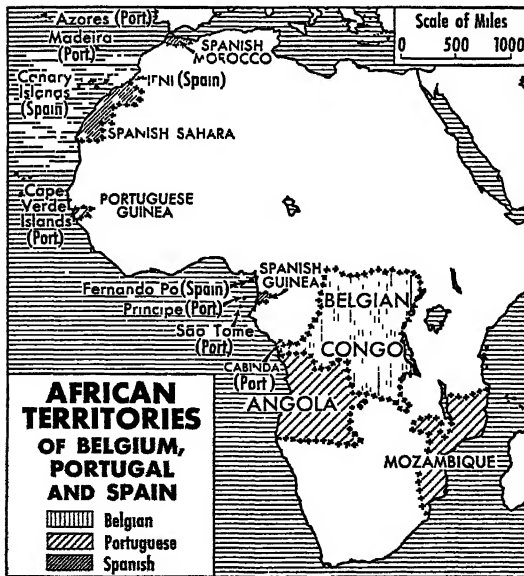 Azores (Port)
Madeira
(Port)
Canary
Islands
(Spain)
SPANISH
MOROCCO
IFNI (Spain)
SPANISH SAHARA
Scale of Miles
0 500 1000
Cape
Verde
Islands
(Port)
PORTUGUESE
GUINEA
SPANISH
GUINEA
Fernando Po (Spain)
Principe (Port)
São Tome
(Port)
CABINDA
(Port)
BELGIAN
CONGO
ANGOLA
MOZAMBIQUE
AFRICAN
TERRITORIES
OF BELGIUM,
PORTUGAL
AND SPAIN
Belgian
Portuguese
Spanish